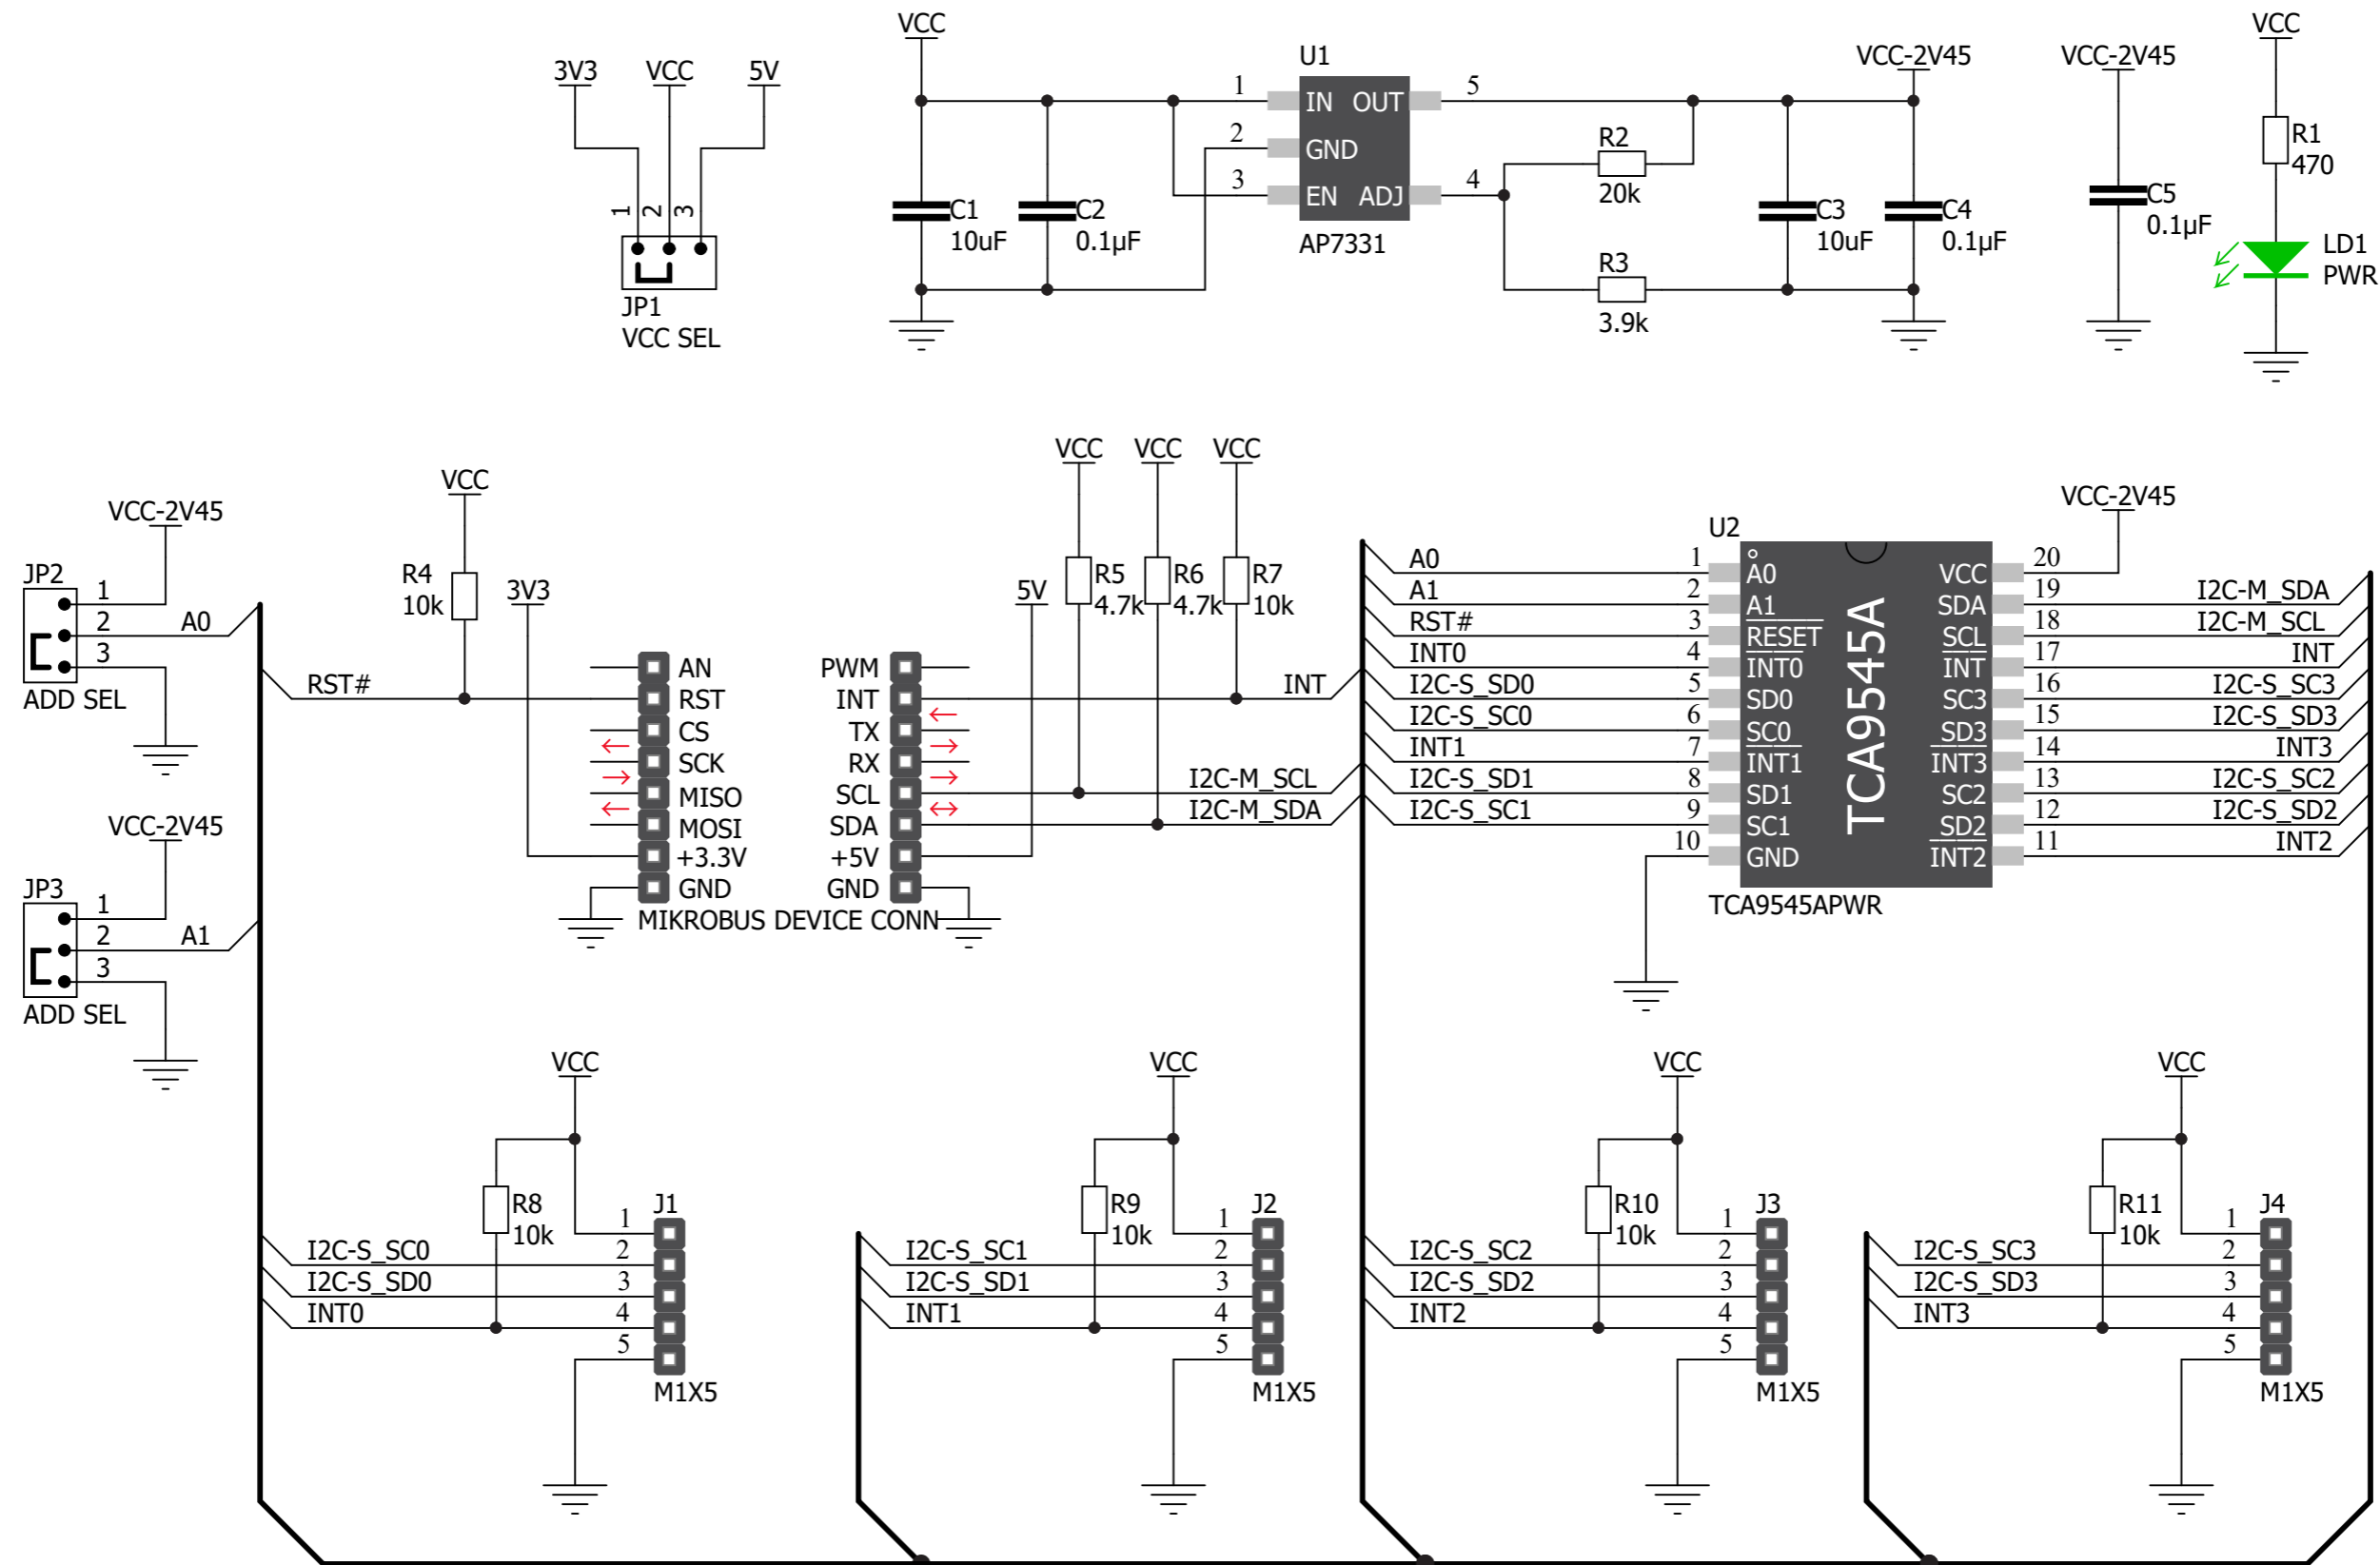 3V3
VCC
5V
1
2
3
JP1
VCC SEL
VCC
U1
1
IN
OUT
5
2
GND
3
EN
ADJ
4
AP7331
C1
10uF
C2
0.1µF
R2
20k
R3
3.9k
VCC-2V45
C3
10uF
C4
0.1µF
VCC-2V45
C5
0.1µF
VCC
R1
470
LD1
PWR
VCC-2V45
JP2
1
2
A0
3
ADD SEL
VCC-2V45
JP3
1
2
A1
3
ADD SEL
VCC
R4
10k
RST#
3V3
AN
RST
CS
SCK
MISO
MOSI
+3.3V
GND
PWM
INT
TX
RX
SCL
SDA
+5V
GND
MIKROBUS DEVICE CONN
5V
VCC
R5
4.7k
VCC
R6
4.7k
VCC
R7
10k
INT
I2C-M_SCL
I2C-M_SDA
U2
A0
1
A0
A1
2
A1
RST#
3
RESET
INT0
4
INT0
I2C-S_SD0
5
SD0
I2C-S_SC0
6
SC0
INT1
7
INT1
I2C-S_SD1
8
SD1
I2C-S_SC1
9
SC1
10
GND
TCA9545A
VCC-2V45
VCC
20
SDA
19
I2C-M_SDA
SCL
18
I2C-M_SCL
INT
17
INT
SC3
16
I2C-S_SC3
SD3
15
I2C-S_SD3
INT3
14
INT3
SC2
13
I2C-S_SC2
SD2
12
I2C-S_SD2
INT2
11
INT2
TCA9545APWR
VCC
R8
10k
J1
1
I2C-S_SC0
2
I2C-S_SD0
3
INT0
4
5
M1X5
VCC
R9
10k
J2
1
I2C-S_SC1
2
I2C-S_SD1
3
INT1
4
5
M1X5
VCC
R10
10k
J3
1
I2C-S_SC2
2
I2C-S_SD2
3
INT2
4
5
M1X5
VCC
R11
10k
J4
1
I2C-S_SC3
2
I2C-S_SD3
3
INT3
4
5
M1X5